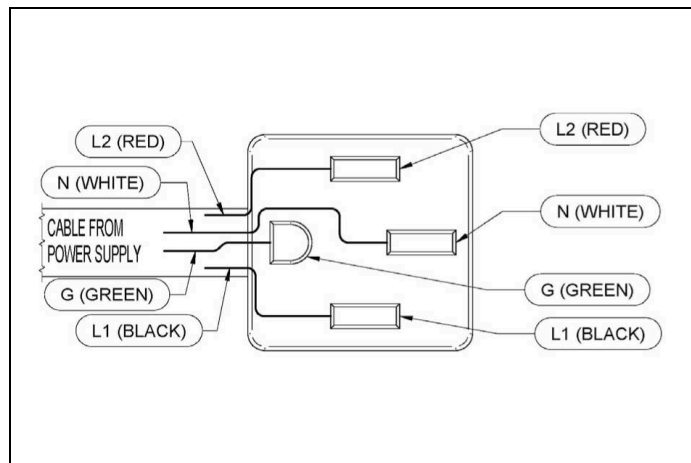 L2 (RED)
N (WHITE)
CABLE FROM
POWER SUPPLY
G (GREEN)
L1 (BLACK)
L2 (RED)
N (WHITE)
G (GREEN)
L1 (BLACK)